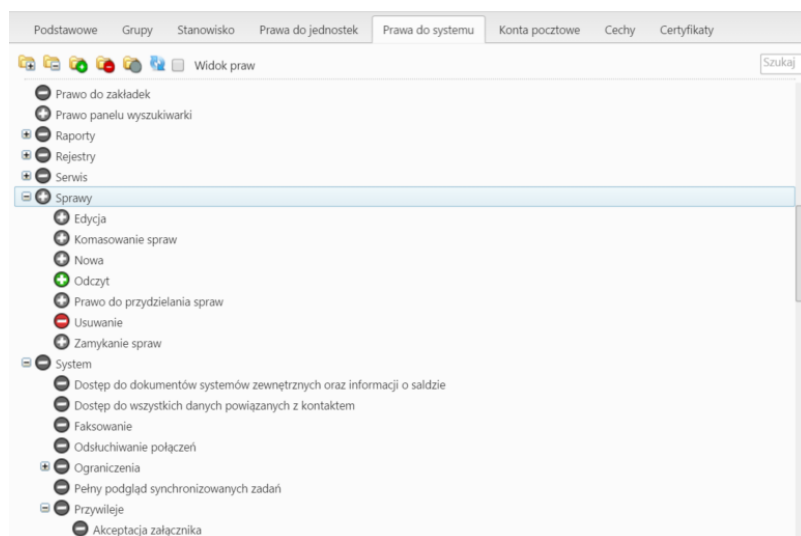 Podstawowe Grupy Stanowisko Prawa do jednostek Prawa do systemu Konta pocztowe Cechy Certyfikaty
Widok praw Szukaj
Prawo do zakładek
Prawo panelu wyszukiwarki
Raporty
Rejestry
Serwis
Sprawy
Edycja
Komasowanie spraw
Nowa
Odczyt
Prawo do przydzielania spraw
Usuwanie
Zamykanie spraw
System
Dostęp do dokumentów systemów zewnętrznych oraz informacji o saldzie
Dostęp do wszystkich danych powiązanych z kontaktem
Faksowanie
Odsłuchiwanie połączeń
Ograniczenia
Pełny podgląd synchronizowanych zadań
Przywileje
Akceptacja załącznika